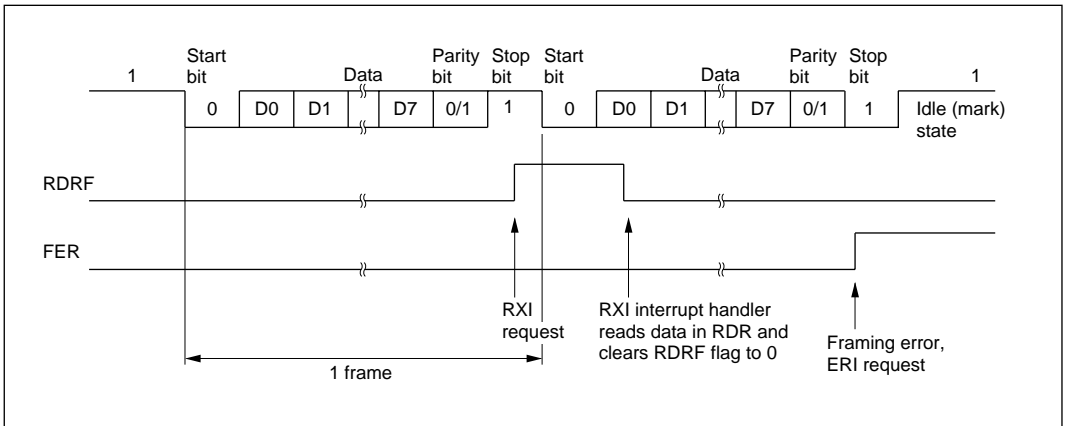 1
Start
bit
Data
Parity
bit
Stop
bit
Start
bit
Data
Parity
bit
Stop
bit
1
0 D0 D1 D7 0/1 1 0 D0 D1 D7 0/1 1
Idle (mark)
state
RDRF
FER
RXI
request
RXI interrupt handler
reads data in RDR and
clears RDRF flag to 0
Framing error,
ERI request
1 frame